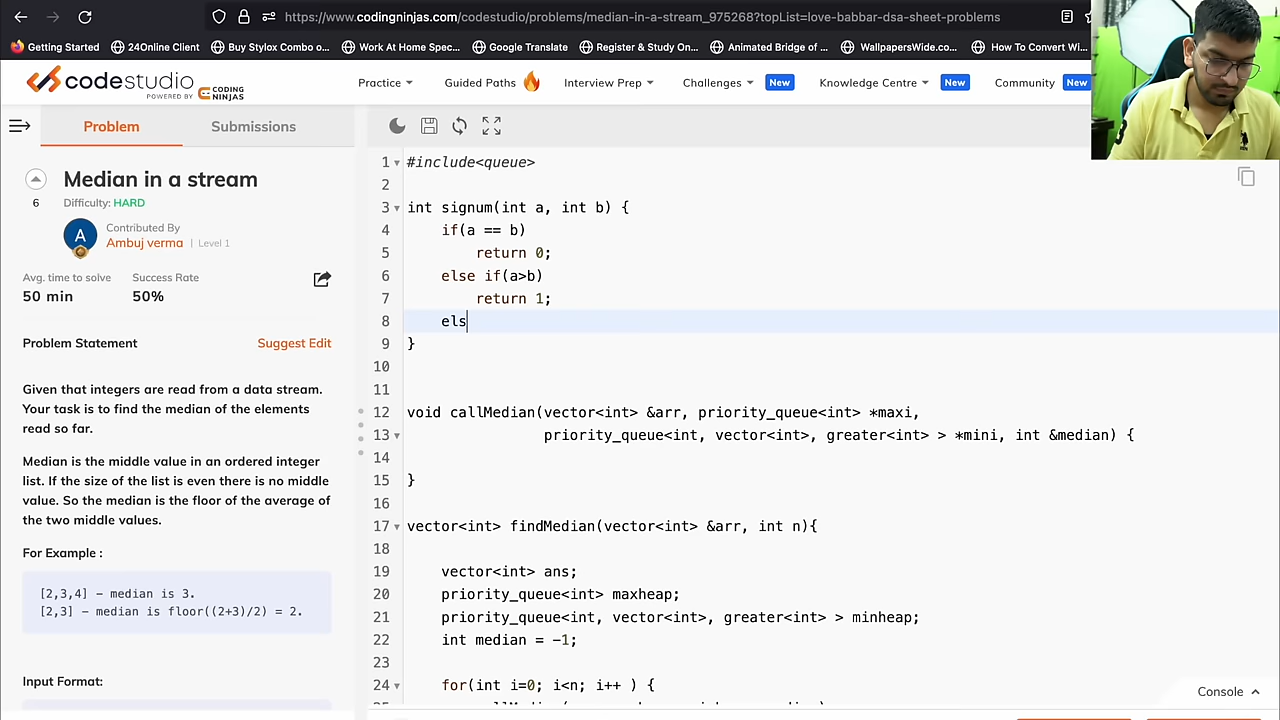 https://www.codingninjas.com/codestudio/problems/median-in-a-stream_975268?topList=love-babbar-dsa-sheet-problems
Getting Started 24Online Client Buy Stylox Combo o... Work At Home Spec... Google Translate Register & Study On... Animated Bridge of ... WallpapersWide.co... How To Convert Wi...
codestudio
POWERED BY CODING NINJAS
Practice Guided Paths Interview Prep Challenges New Knowledge Centre New Community New
Problem Submissions
Median in a stream
6
Difficulty: HARD
A
Contributed By
Ambuj verma | Level 1
Avg. time to solve Success Rate
50 min 50%
Problem Statement Suggest Edit
Given that integers are read from a data stream.
Your task is to find the median of the elements
read so far.
Median is the middle value in an ordered integer
list. If the size of the list is even there is no middle
value. So the median is the floor of the average of
the two middle values.
For Example :
[2,3,4] - median is 3.
[2,3] - median is floor((2+3)/2) = 2.
Input Format:
1 #include<queue>
2
3 int signum(int a, int b) {
4 if(a == b)
5 return 0;
6 else if(a>b)
7 return 1;
8 els
9 }
10
11
12 void callMedian(vector<int> &arr, priority_queue<int> *maxi,
13 priority_queue<int, vector<int>, greater<int> > *mini, int &median) {
14
15 }
16
17 vector<int> findMedian(vector<int> &arr, int n){
18
19 vector<int> ans;
20 priority_queue<int> maxheap;
21 priority_queue<int, vector<int>, greater<int> > minheap;
22 int median = -1;
23
24 for(int i=0; i<n; i++ ) {
Console